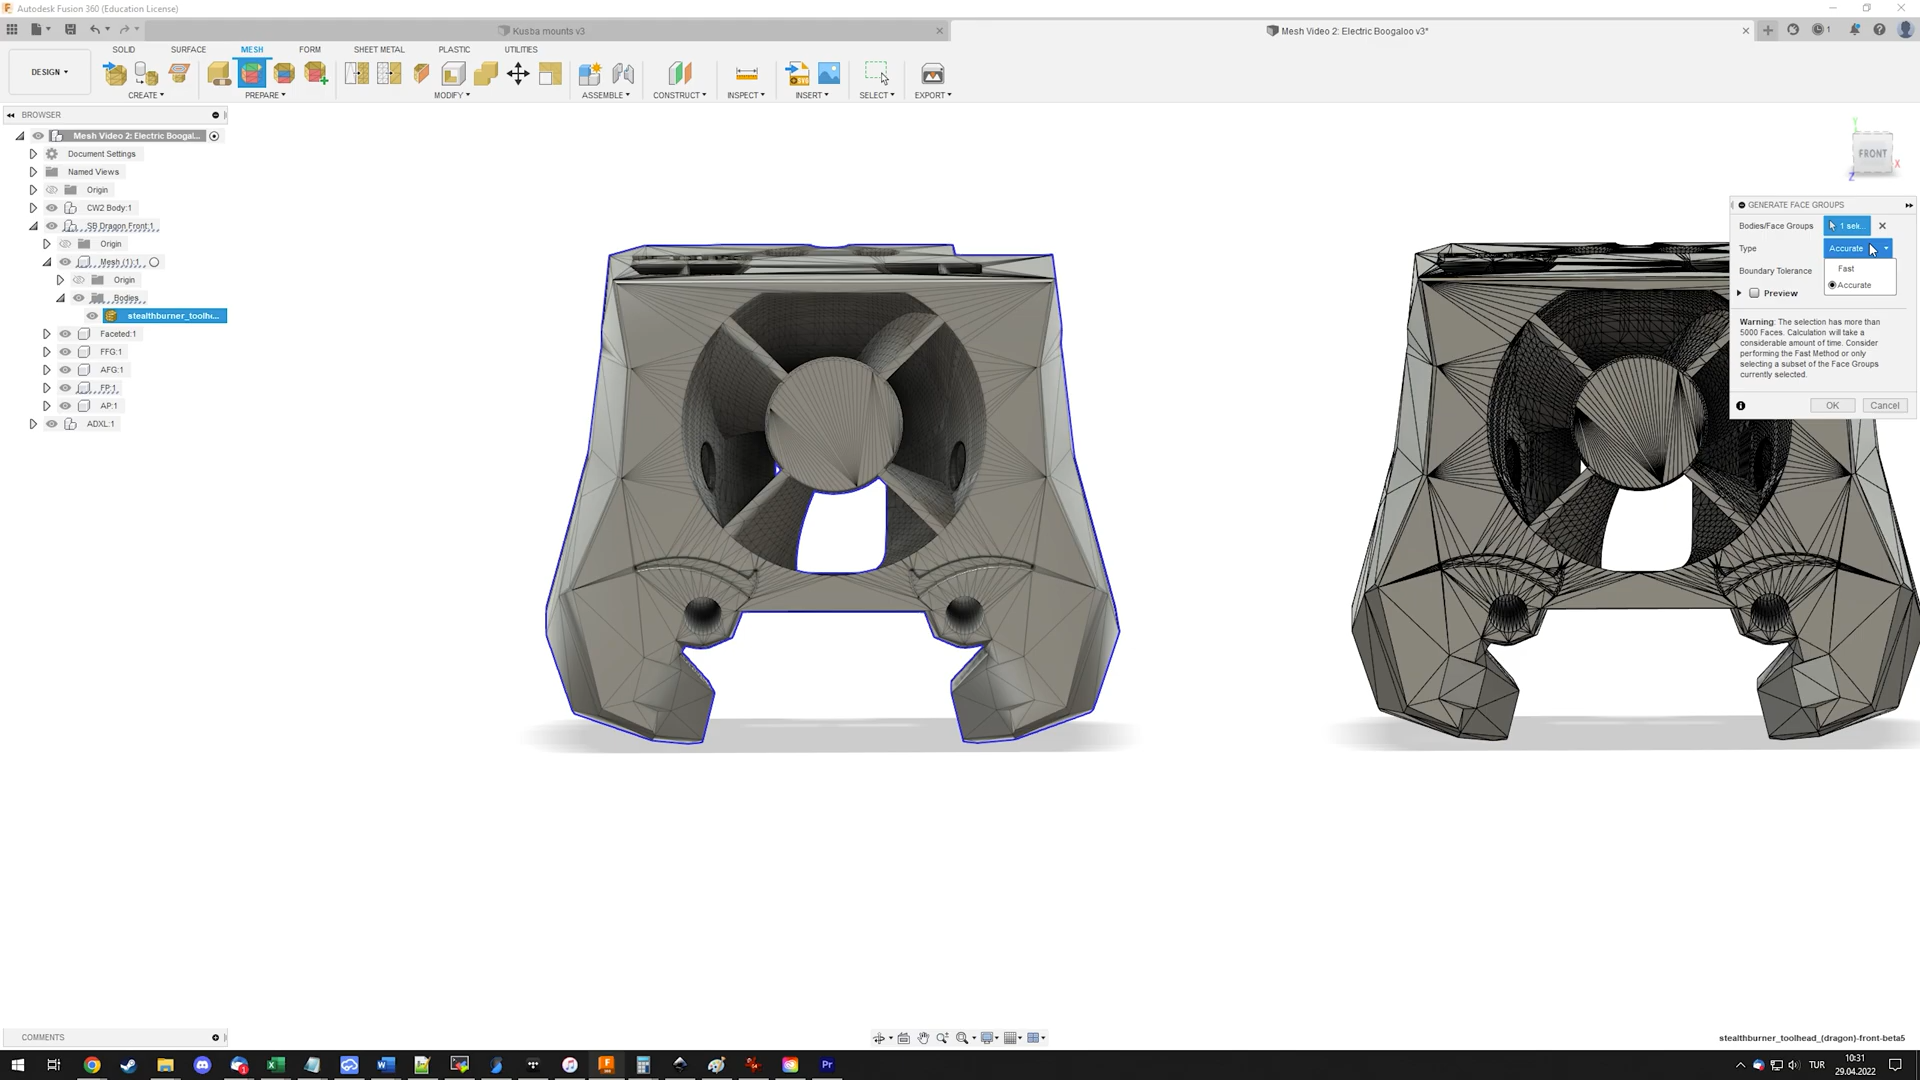 Autodesk Fusion 360 (Education License)
Kusba mounts v3
Mesh Video 2: Electric Boogaloo v3*
1
SOLID
SURFACE
MESH
FORM
SHEET METAL
PLASTIC
UTILITIES
DESIGN
CREATE
PREPARE
MODIFY
ASSEMBLE
CONSTRUCT
INSPECT
INSERT
SELECT
EXPORT
BROWSER
Mesh Video 2: Electric Boogal...
Document Settings
Named Views
Origin
CW2 Body:1
SB Dragon Front:1
Origin
Mesh (1):1
Origin
Bodies
stealthburner_toolh...
Faceted:1
FFG:1
AFG:1
FP:1
AP:1
ADXL:1
Y
FRONT
X
Z
GENERATE FACE GROUPS
Bodies/Face Groups
1 sele...
Type
Accurate
Fast
Accurate
Boundary Tolerance
Preview
Warning: The selection has more than
5000 Faces. Calculation will take a
considerable amount of time. Consider
performing the Fast Method or only
selecting a subset of the Face Groups
currently selected.
OK
Cancel
COMMENTS
stealthburner_toolhead_(dragon)-front-beta5
TUR
10:31
29.04.2022